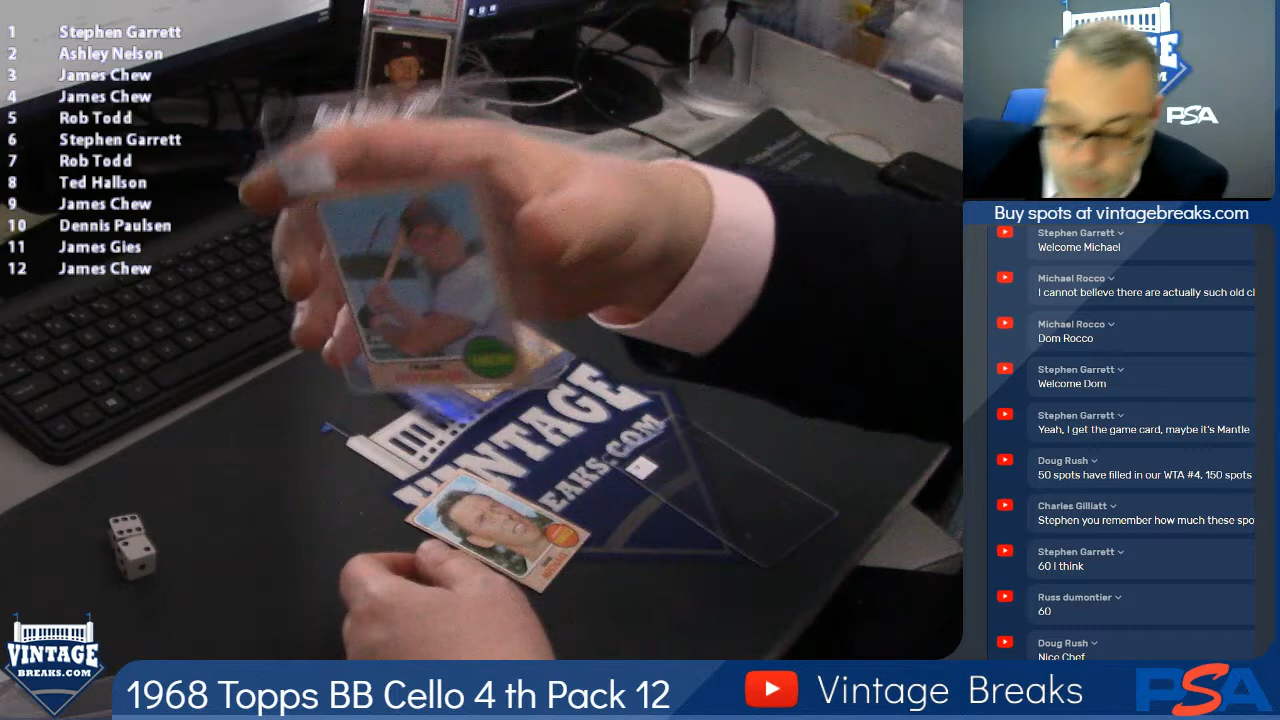 1 Stephen Garrett
2 Ashley Nelson
3 James Chew
4 James Chew
5 Rob Todd
6 Stephen Garrett
7 Rob Todd
8 Ted Hallson
9 James Chew
10 Dennis Paulsen
11 James Gies
12 James Chew
PSA
Buy spots at vintagebreaks.com
Stephen Garrett
Welcome Michael
Michael Rocco
I cannot believe there are actually such old cl
Michael Rocco
Dom Rocco
Stephen Garrett
Welcome Dom
Stephen Garrett
Yeah, I get the game card, maybe it's Mantle
Doug Rush
50 spots have filled in our WTA #4. 150 spots
Charles Gilliatt
Stephen you remember how much these spo
Stephen Garrett
60 I think
Russ dumontier
60
Doug Rush
Nice Chef
VINTAGE
BREAKS.COM
VINTAGE
BREAKS.COM
1968 Topps BB Cello 4 th Pack 12
Vintage Breaks
PSA